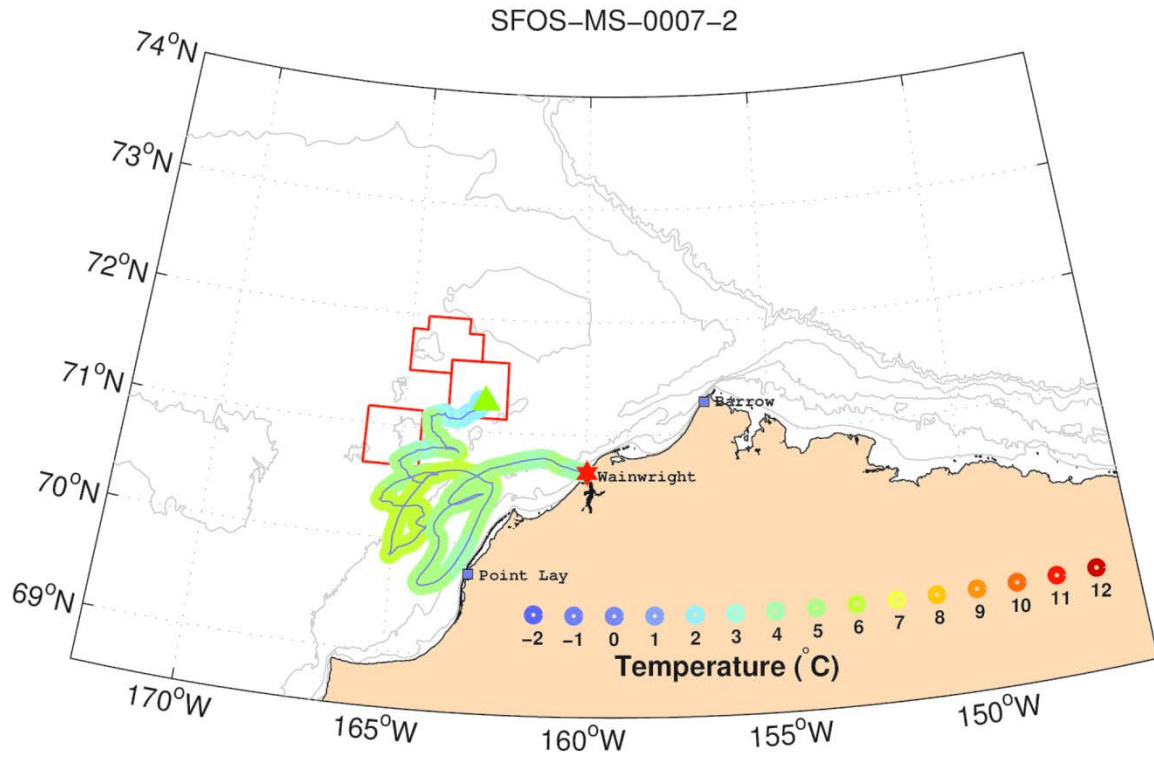 SFOS-MS-0007-2
74°N
73°N
72°N
71°N
70°N
69°N
Barrow
Wainwright
Point Lay
-2 -1 0 1 2 3 4 5 6 7 8 9 10 11 12
Temperature (°C)
170°W 165°W 160°W 155°W 150°W